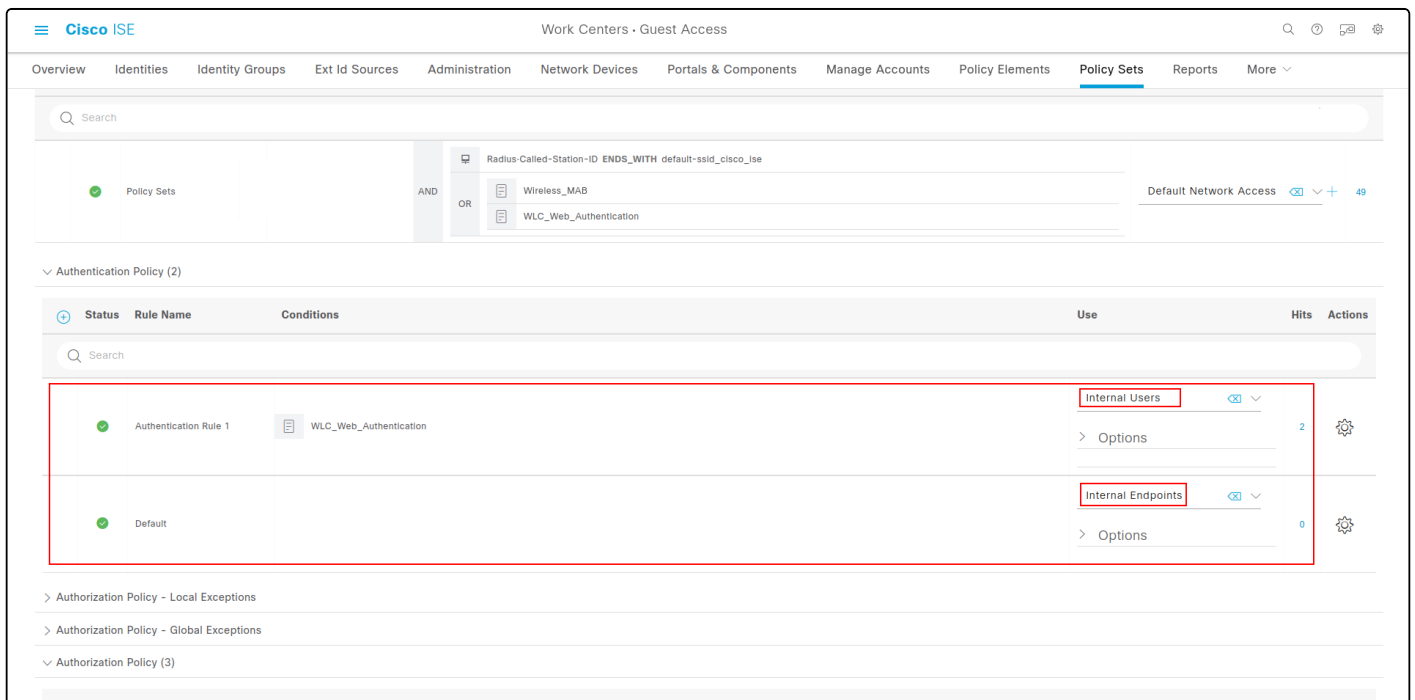 Cisco ISE
Work Centers · Guest Access
Overview Identities Identity Groups Ext Id Sources Administration Network Devices Portals & Components Manage Accounts Policy Elements Policy Sets Reports More
Search
Radius·Called-Station-ID ENDS_WITH default-ssid_cisco_ise
Policy Sets AND OR Wireless_MAB Default Network Access 49
WLC_Web_Authentication
Authentication Policy (2)
Status Rule Name Conditions Use Hits Actions
Search
Internal Users
Authentication Rule 1 WLC_Web_Authentication 2
Options
Internal Endpoints
Default 0
Options
Authorization Policy - Local Exceptions
Authorization Policy - Global Exceptions
Authorization Policy (3)